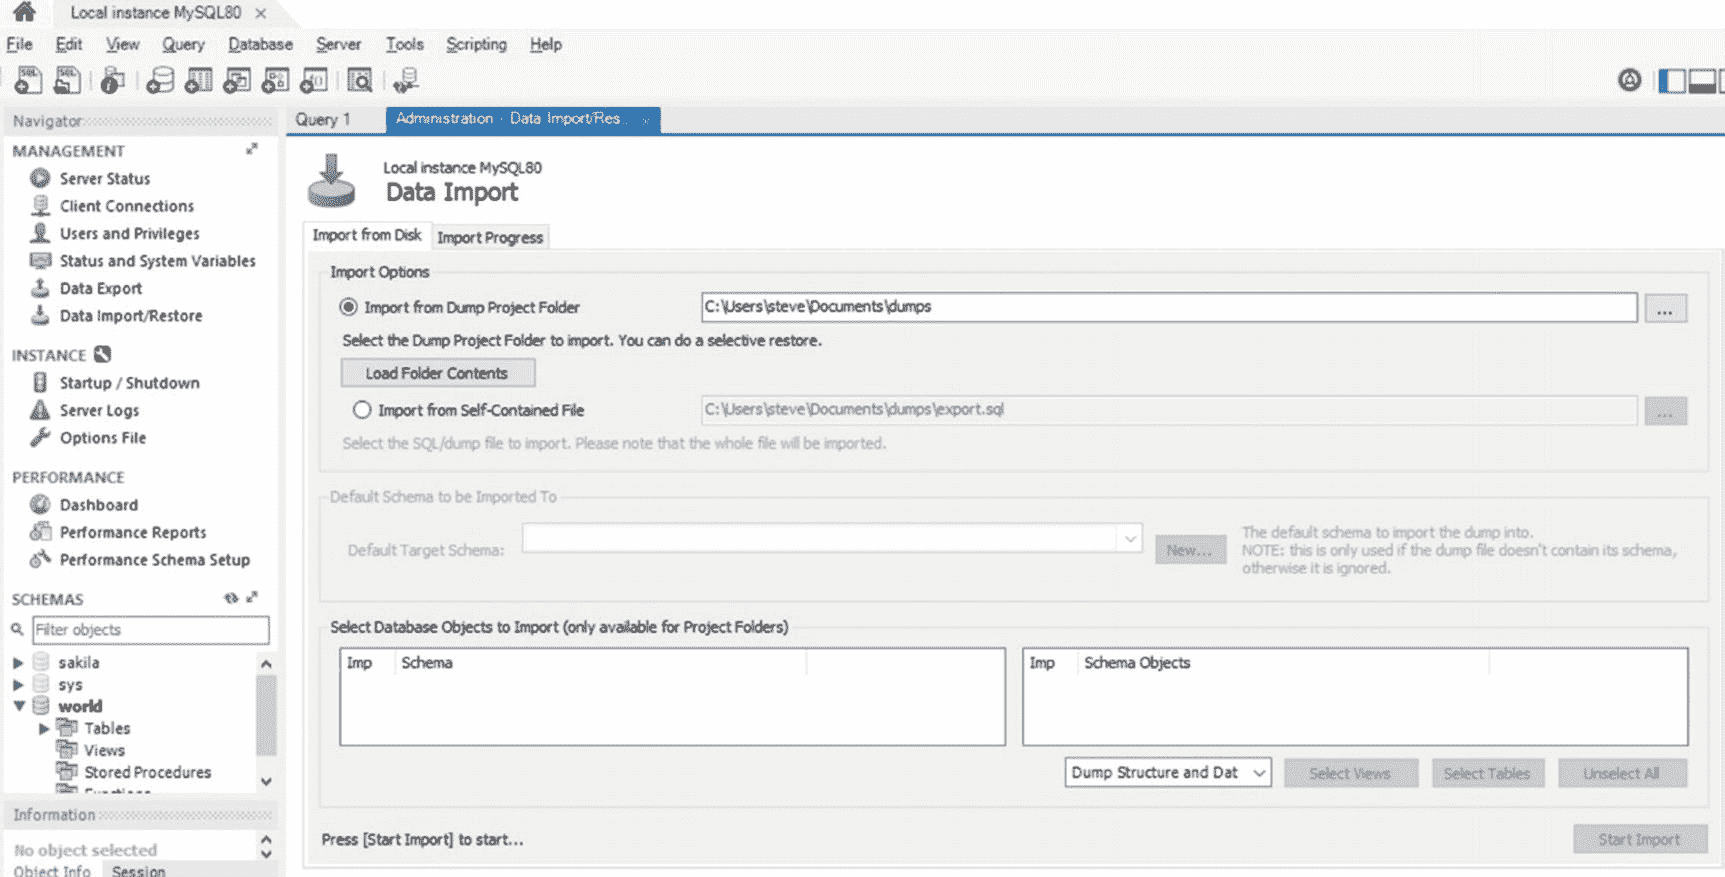 Local instance MySQL80
File Edit View Query Database Server Tools Scripting Help
Navigator
MANAGEMENT
Server Status
Client Connections
Users and Privileges
Status and System Variables
Data Export
Data Import/Restore
INSTANCE
Startup / Shutdown
Server Logs
Options File
PERFORMANCE
Dashboard
Performance Reports
Performance Schema Setup
SCHEMAS
Filter objects
sakila
sys
world
Tables
Views
Stored Procedures
Functions
Information
No object selected
Object Info Session
Query 1
Administration - Data Import/Res...
Local instance MySQL80
Data Import
Import from Disk Import Progress
Import Options
Import from Dump Project Folder C:\Users\steve\Documents\dumps ...
Select the Dump Project Folder to import. You can do a selective restore.
Load Folder Contents
Import from Self-Contained File C:\Users\steve\Documents\dumps\export.sql ...
Select the SQL/dump file to import. Please note that the whole file will be imported.
Default Schema to be Imported To
Default Target Schema: New...
The default schema to import the dump into.
NOTE: this is only used if the dump file doesn't contain its schema,
otherwise it is ignored.
Select Database Objects to Import (only available for Project Folders)
Imp Schema
Imp Schema Objects
Dump Structure and Dat Select Views Select Tables Unselect All
Press [Start Import] to start...
Start Import